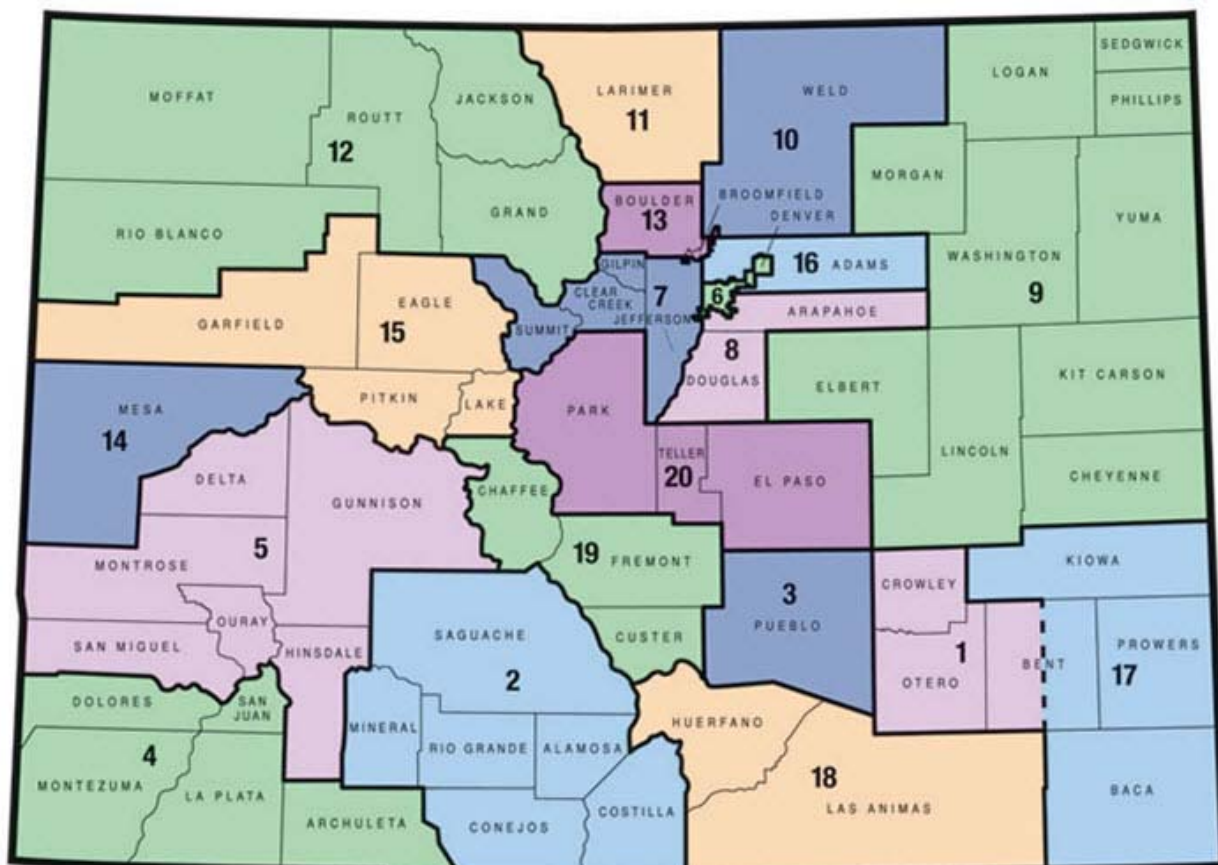 MOFFAT
ROUTT
12
JACKSON
LARIMER
11
WELD
10
LOGAN
SEDGWICK
PHILLIPS
RIO BLANCO
GRAND
BOULDER
13
BROOMFIELD
DENVER
MORGAN
YUMA
WASHINGTON
9
16 ADAMS
GILPIN
CLEAR
CREEK
7
JEFFERSON
6
7
ARAPAHOE
GARFIELD
EAGLE
15
SUMMIT
8
DOUGLAS
ELBERT
KIT CARSON
MESA
14
PITKIN
LAKE
PARK
TELLER
20
EL PASO
LINCOLN
CHEYENNE
DELTA
GUNNISON
CHAFFEE
5
MONTROSE
19
FREMONT
3
PUEBLO
CROWLEY
KIOWA
OURAY
SAN MIGUEL
HINSDALE
SAGUACHE
2
CUSTER
1
OTERO
BENT
PROWERS
17
DOLORES
SAN
JUAN
MINERAL
RIO GRANDE
ALAMOSA
HUERFANO
4
MONTEZUMA
LA PLATA
ARCHULETA
CONEJOS
COSTILLA
18
LAS ANIMAS
BACA